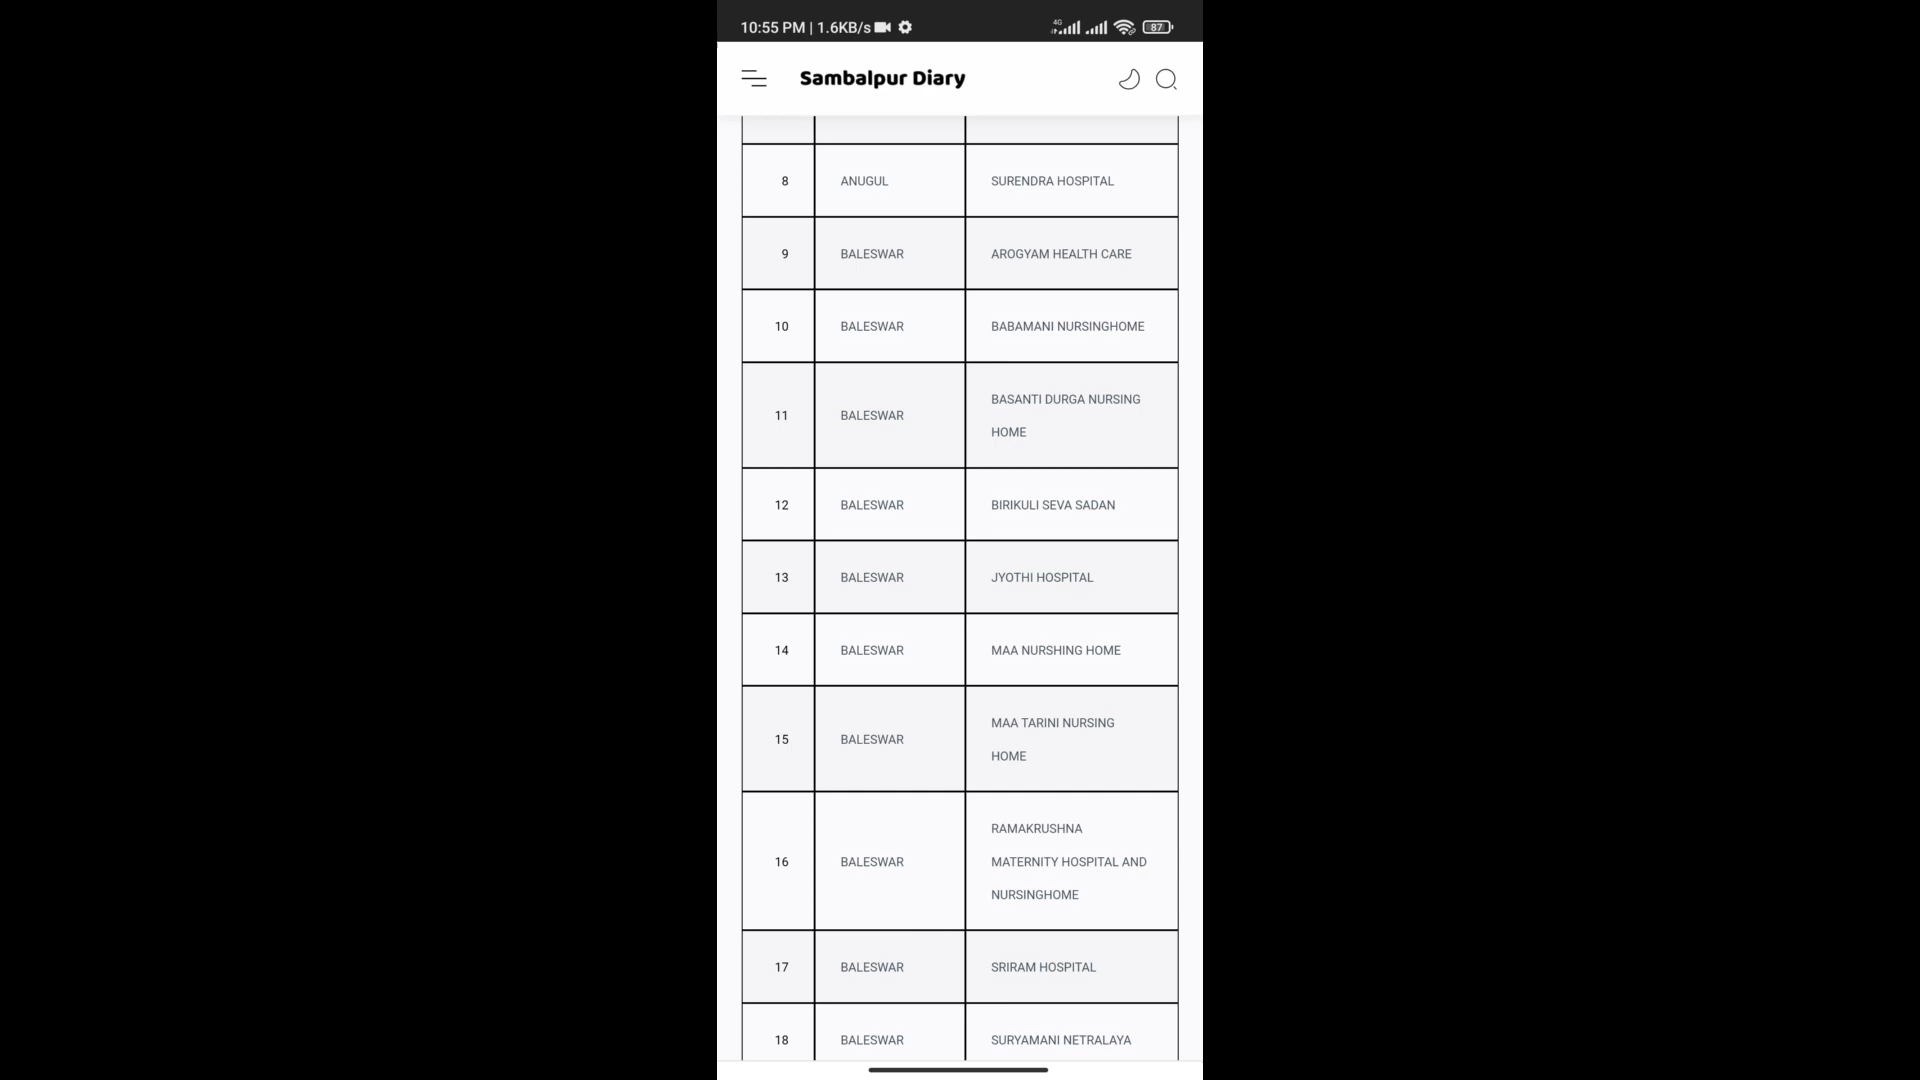 10:55 PM | 1.6KB/s 4G 87
Sambalpur Diary
8 ANUGUL SURENDRA HOSPITAL
9 BALESWAR AROGYAM HEALTH CARE
10 BALESWAR BABAMANI NURSINGHOME
11 BALESWAR BASANTI DURGA NURSING
HOME
12 BALESWAR BIRIKULI SEVA SADAN
13 BALESWAR JYOTHI HOSPITAL
14 BALESWAR MAA NURSHING HOME
15 BALESWAR MAA TARINI NURSING
HOME
16 BALESWAR RAMAKRUSHNA
MATERNITY HOSPITAL AND
NURSINGHOME
17 BALESWAR SRIRAM HOSPITAL
18 BALESWAR SURYAMANI NETRALAYA